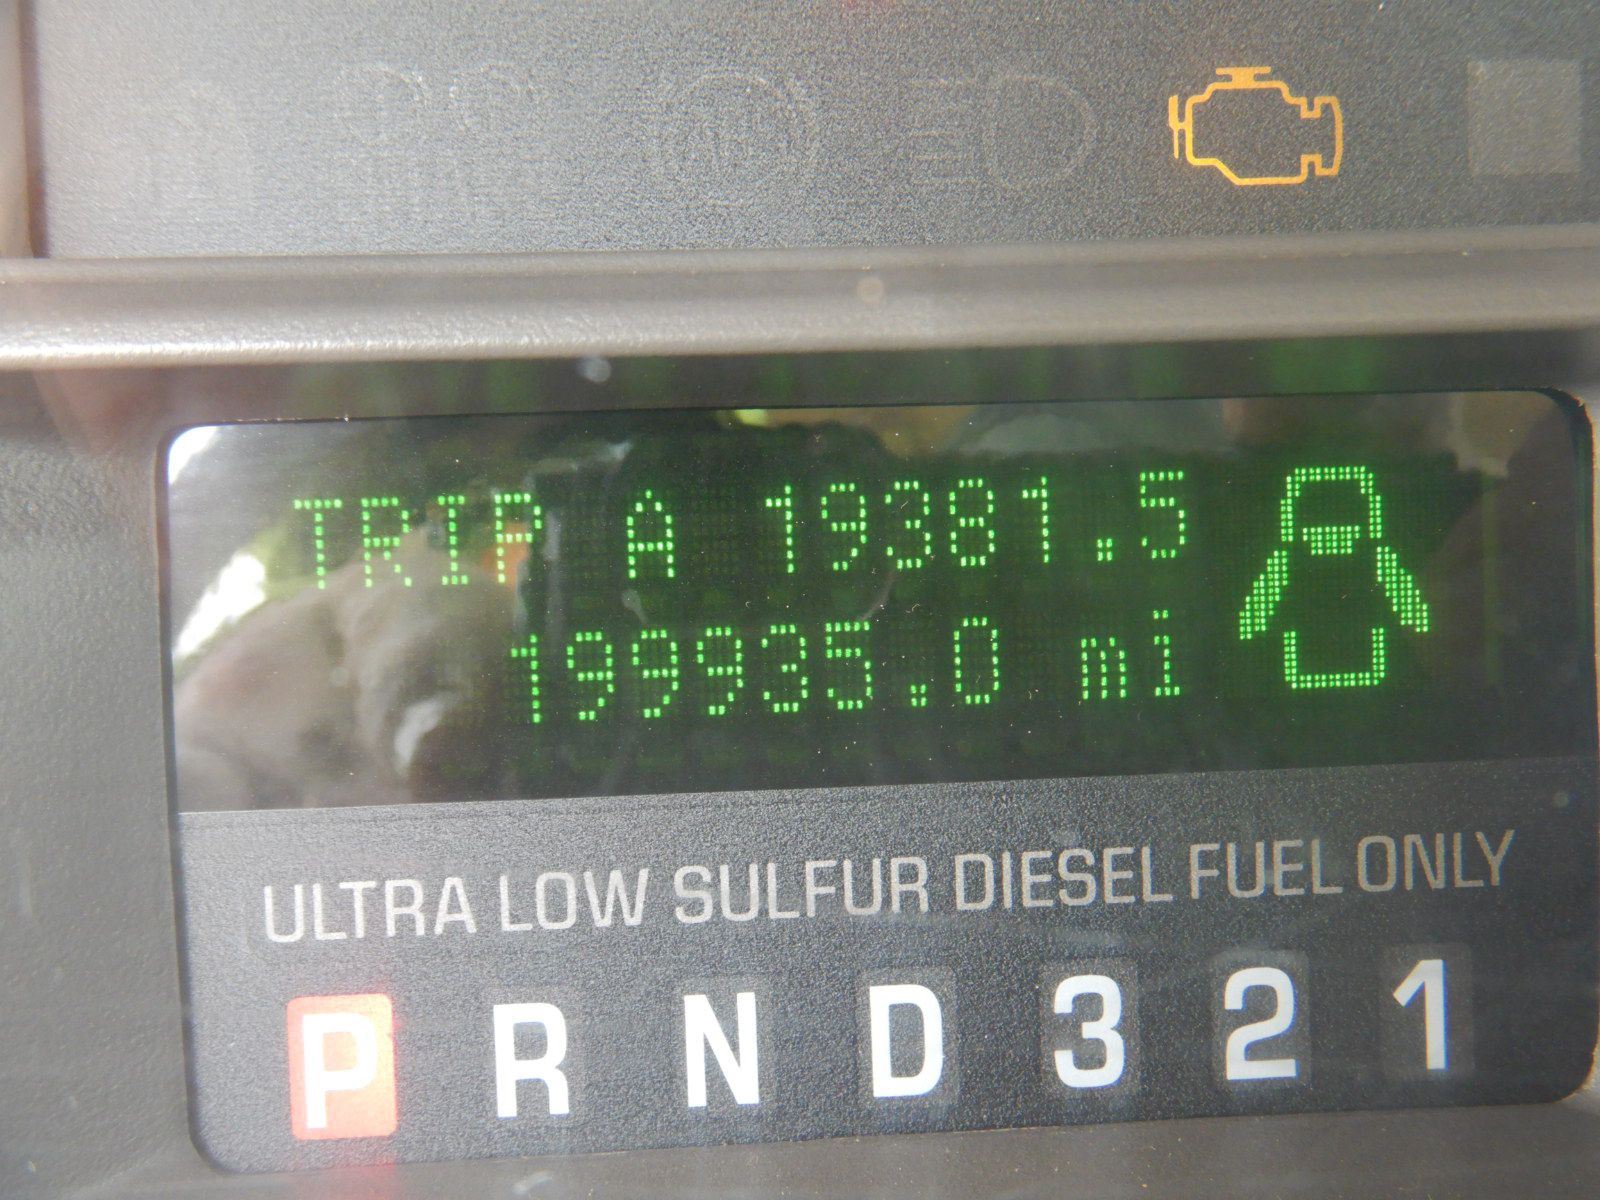 TRIP A 19381.5
199935.0 mi
ULTRA LOW SULFUR DIESEL FUEL ONLY
P R N D 3 2 1